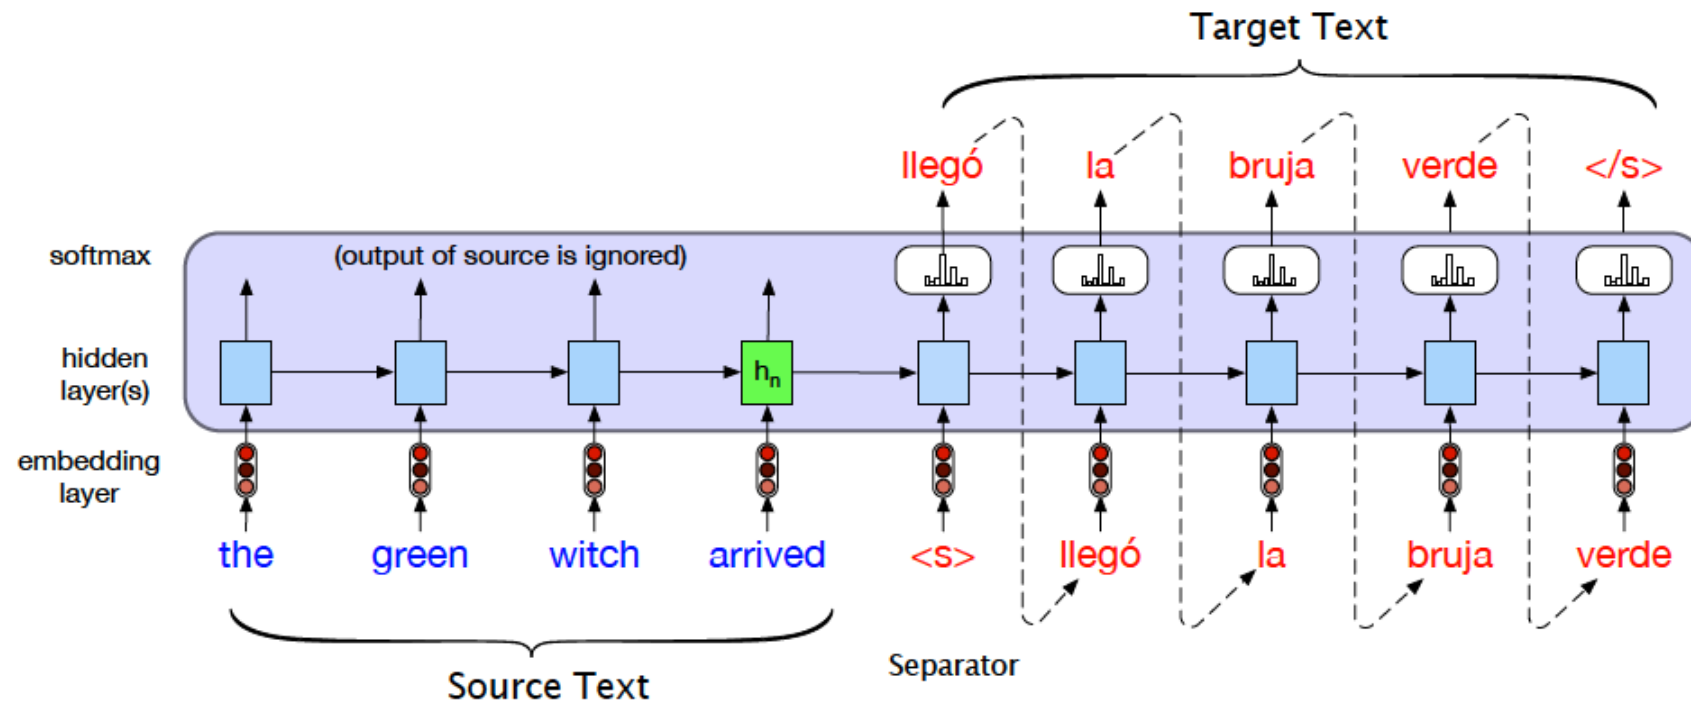 Target Text
llegó la bruja verde </s>
softmax (output of source is ignored)
hidden
layer(s)
hn
embedding
layer
the green witch arrived <s> llegó la bruja verde
Separator
Source Text